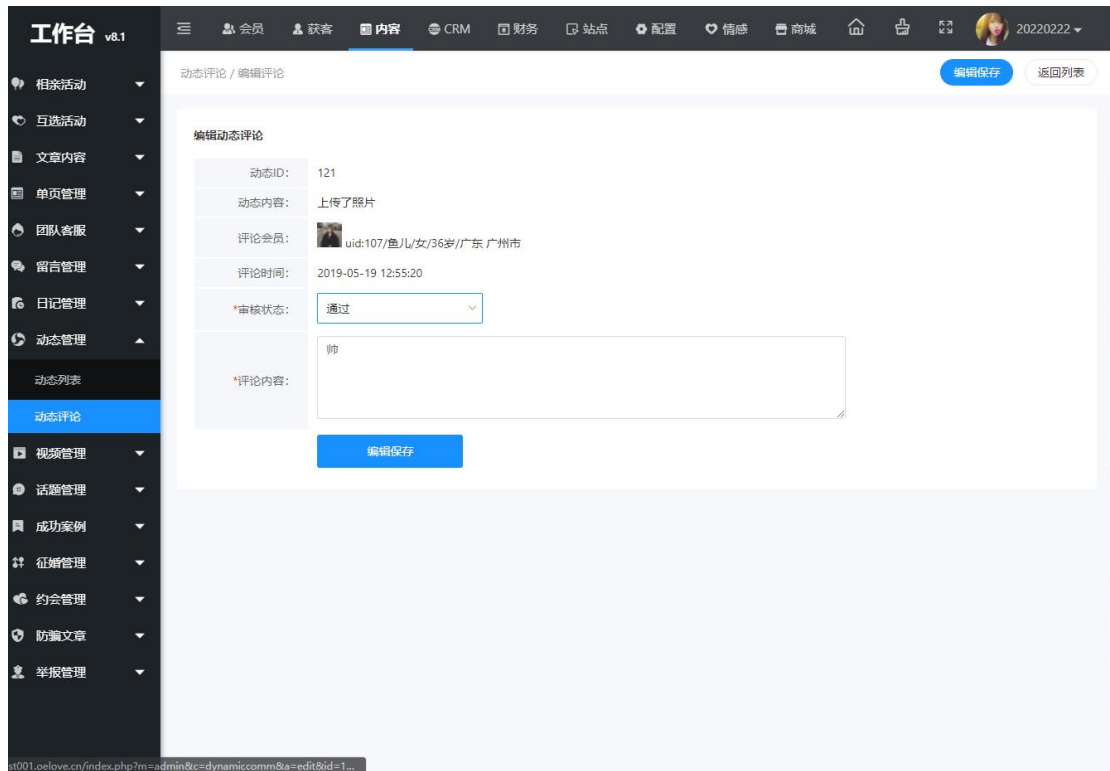 工作台 v8.1
会员 获客 内容 CRM 财务 站点 配置 情感 商城 20220222
动态评论 / 编辑评论 编辑保存 返回列表
相亲活动
互选活动
文章内容
单页管理
团队客服
留言管理
日记管理
动态管理
动态列表
动态评论
视频管理
话题管理
成功案例
征婚管理
约会管理
防骗文章
举报管理
编辑动态评论
动态ID： 121
动态内容： 上传了照片
评论会员： uid:107/鱼儿/女/36岁/广东 广州市
评论时间： 2019-05-19 12:55:20
*审核状态： 通过
*评论内容： 帅
编辑保存
st001.oelove.cn/index.php?m=admin&c=dynamiccomm&a=edit&id=1...